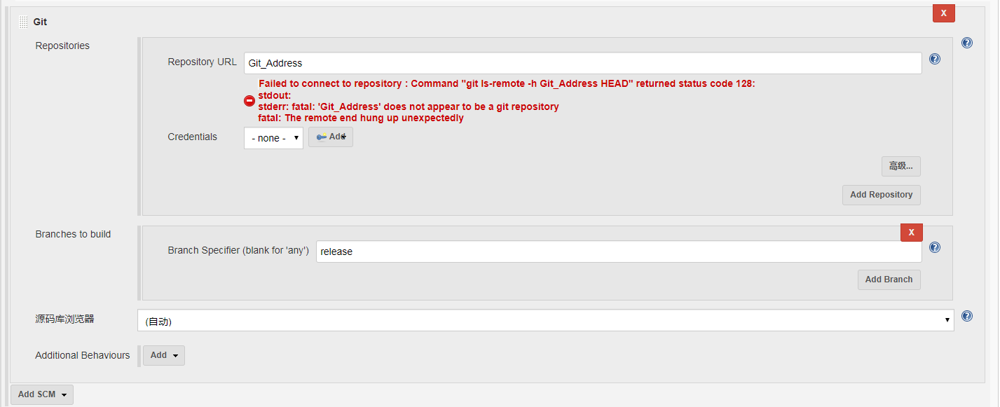 Git
X
Repositories
Repository URL
Git_Address
Failed to connect to repository : Command "git ls-remote -h Git_Address HEAD" returned status code 128:
stdout:
stderr: fatal: 'Git_Address' does not appear to be a git repository
fatal: The remote end hung up unexpectedly
Credentials
- none -
Add
高级...
Add Repository
Branches to build
X
Branch Specifier (blank for 'any')
release
Add Branch
源码库浏览器
(自动)
Additional Behaviours
Add
Add SCM